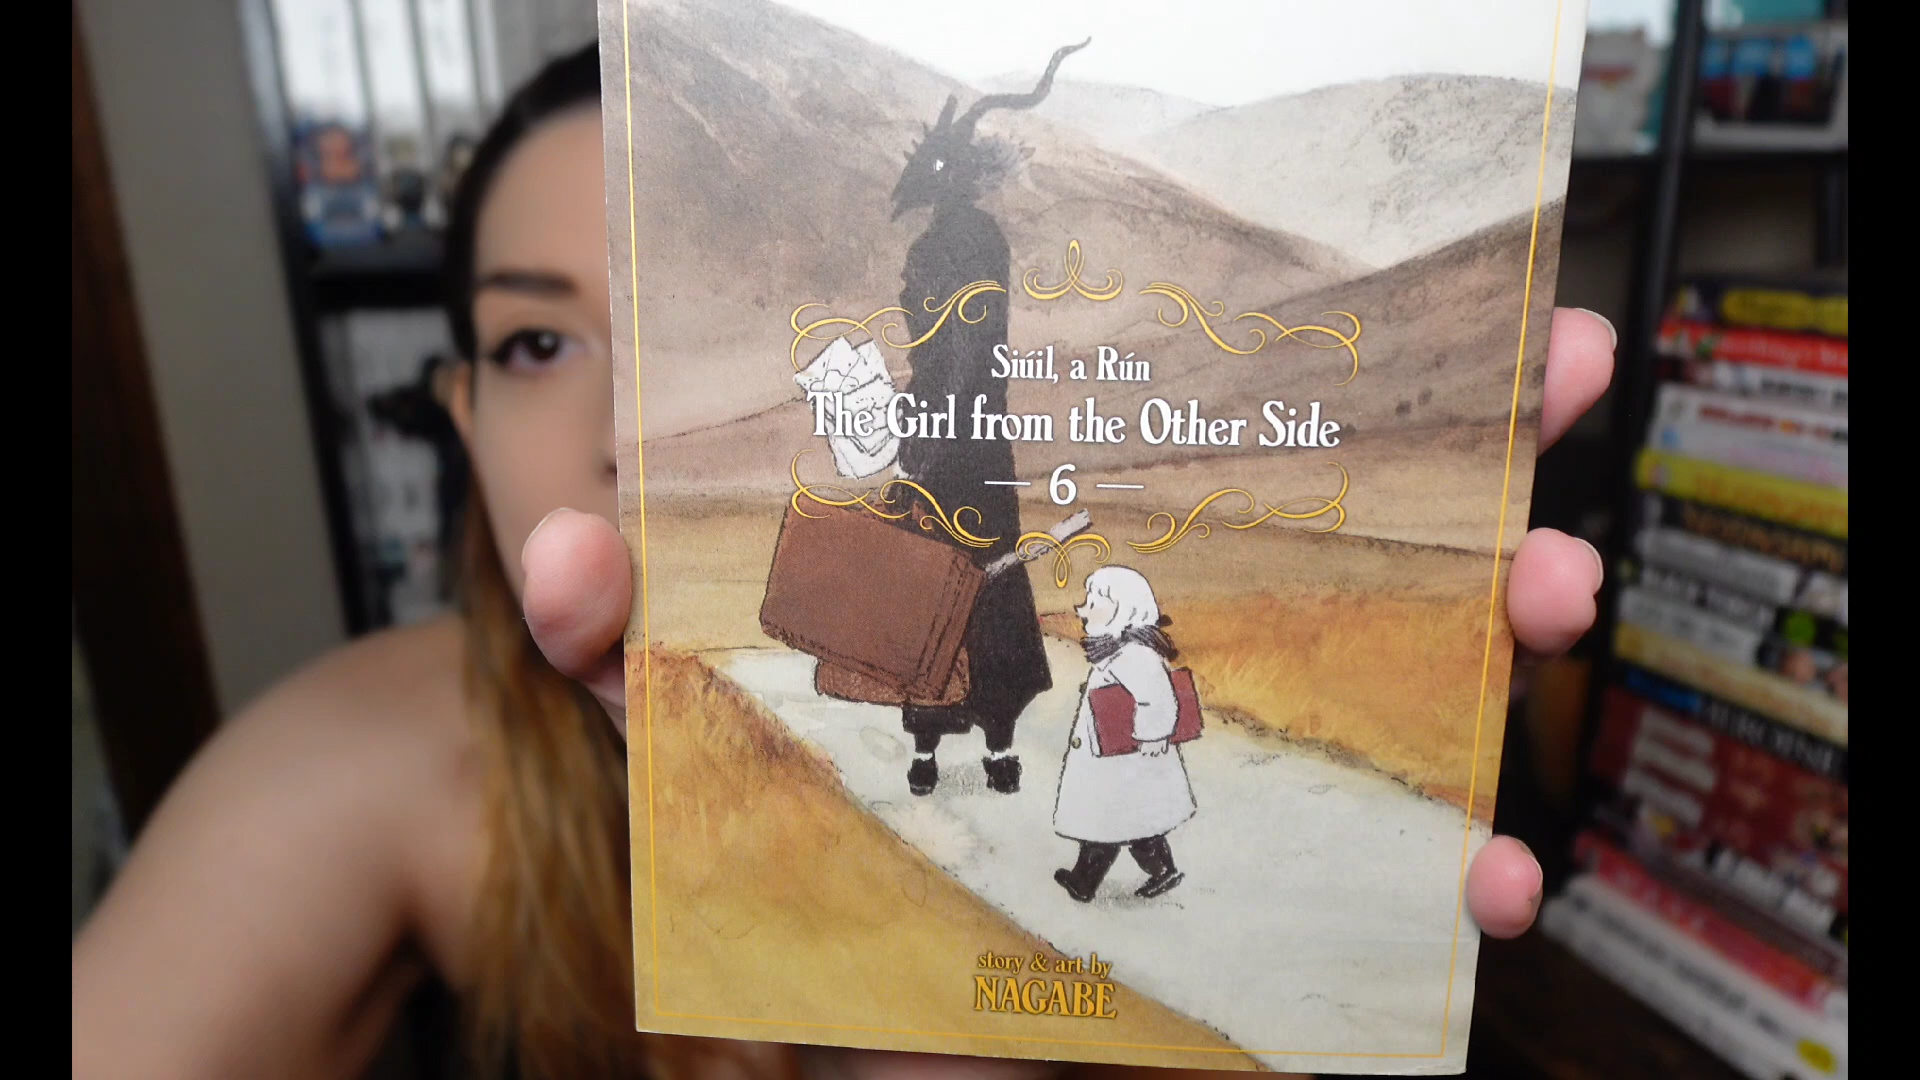 Siúil, a Rún
The Girl from the Other Side
6
story & art by
NAGABE